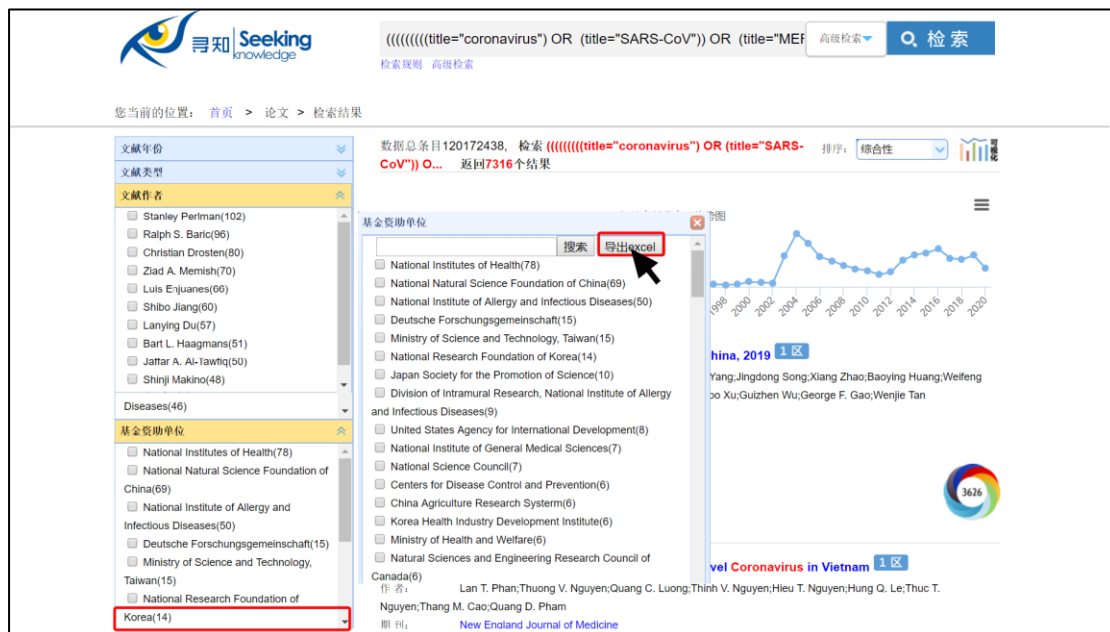 寻知 Seeking
knowledge
(((((((((title="coronavirus") OR (title="SARS-CoV")) OR (title="MEF
高级检索
检索
检索规则 高级检索
您当前的位置： 首页 > 论文 > 检索结果
文献年份
文献类型
文献作者
Stanley Perlman(102)
Ralph S. Baric(96)
Christian Drosten(80)
Ziad A. Memish(70)
Luis Enjuanes(66)
Shibo Jiang(60)
Lanying Du(57)
Bart L. Haagmans(51)
Jaffar A. Al-Tawfiq(50)
Shinji Makino(48)
Diseases(46)
基金资助单位
National Institutes of Health(78)
National Natural Science Foundation of
China(69)
National Institute of Allergy and
Infectious Diseases(50)
Deutsche Forschungsgemeinschaft(15)
Ministry of Science and Technology,
Taiwan(15)
National Research Foundation of
Korea(14)
数据总条目120172438, 检索 (((((((((title="coronavirus") OR (title="SARS-
CoV")) O... 返回7316个结果
排序： 综合性
可视化
基金资助单位
搜索 导出excel
National Institutes of Health(78)
National Natural Science Foundation of China(69)
National Institute of Allergy and Infectious Diseases(50)
Deutsche Forschungsgemeinschaft(15)
Ministry of Science and Technology, Taiwan(15)
National Research Foundation of Korea(14)
Japan Society for the Promotion of Science(10)
Division of Intramural Research, National Institute of Allergy
and Infectious Diseases(9)
United States Agency for International Development(8)
National Institute of General Medical Sciences(7)
National Science Council(7)
Centers for Disease Control and Prevention(6)
China Agriculture Research Systerm(6)
Korea Health Industry Development Institute(6)
Ministry of Health and Welfare(6)
Natural Sciences and Engineering Research Council of
Canada(6)
势图
1998 2000 2002 2004 2006 2008 2010 2012 2014 2016 2018 2020
hina, 2019 1 区
Yang;Jingdong Song;Xiang Zhao;Baoying Huang;Weifeng
bo Xu;Guizhen Wu;George F. Gao;Wenjie Tan
3626
vel Coronavirus in Vietnam 1 区
作 者： Lan T. Phan;Thuong V. Nguyen;Quang C. Luong;Thinh V. Nguyen;Hieu T. Nguyen;Hung Q. Le;Thuc T.
Nguyen;Thang M. Cao;Quang D. Pham
期 刊： New England Journal of Medicine